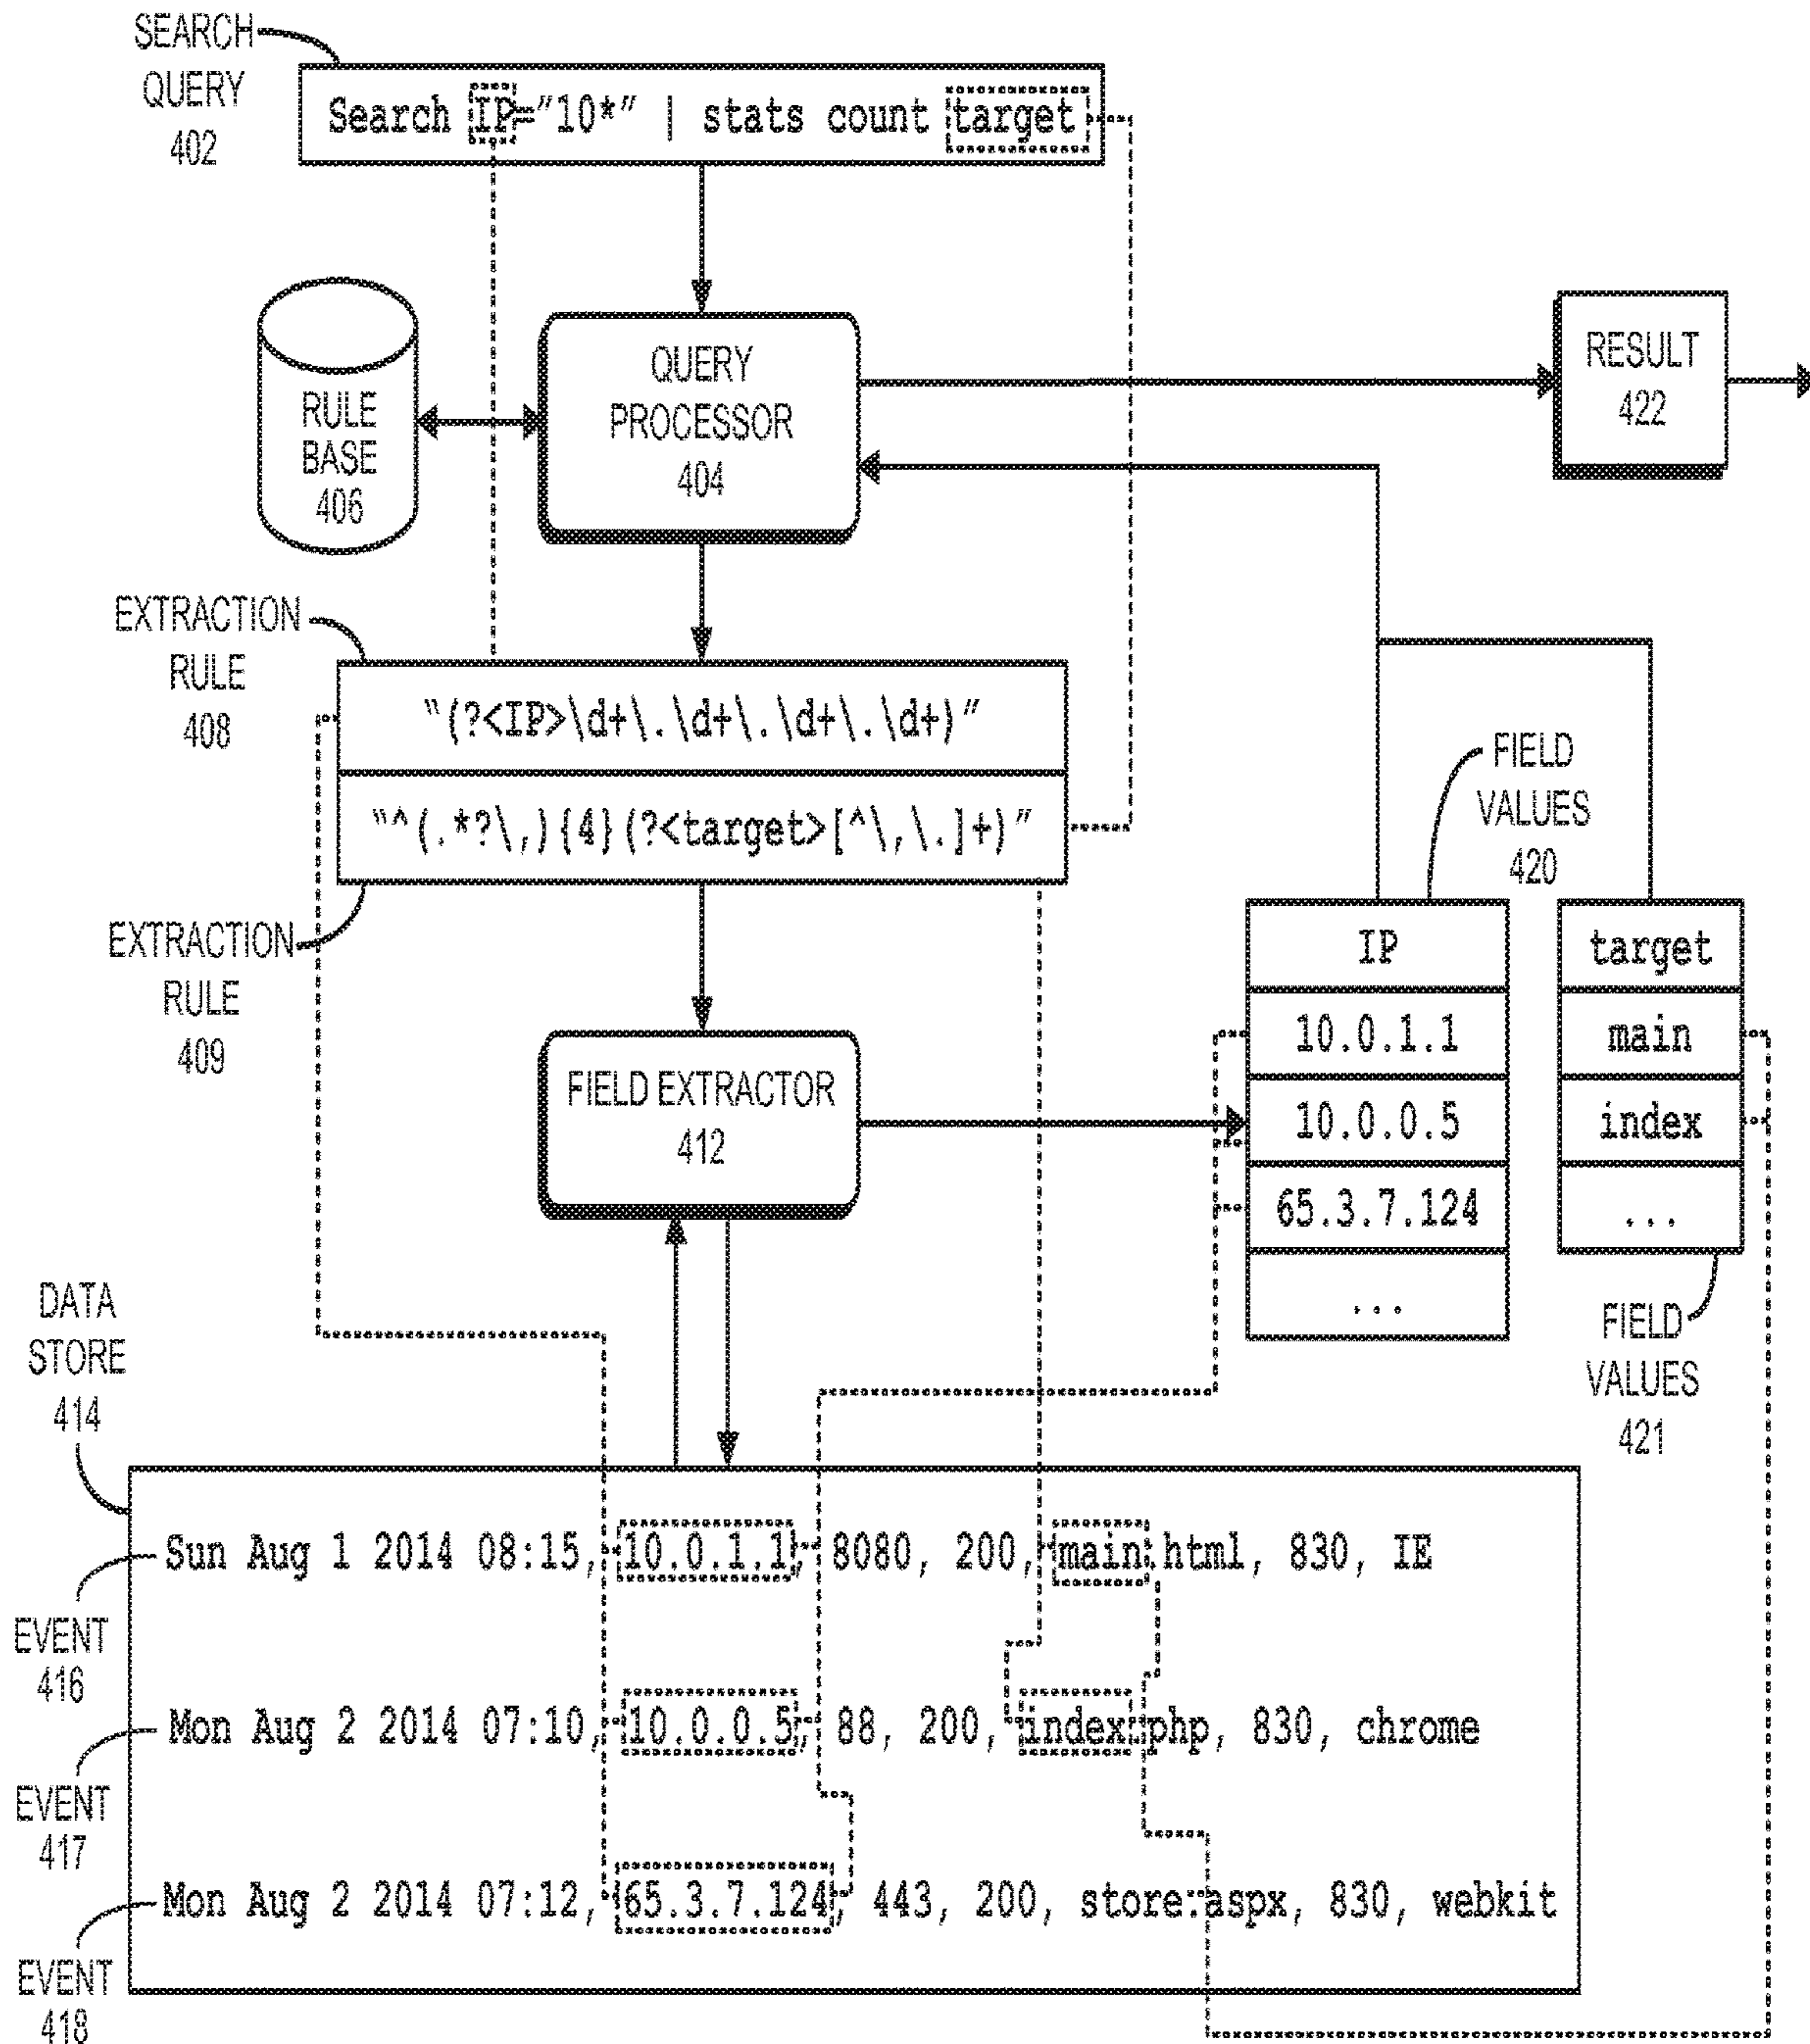 SEARCH
QUERY
402
Search IP="10*" | stats count target
RULE
BASE
406
QUERY
PROCESSOR
404
RESULT
422
EXTRACTION
RULE
408
"(?<IP>\d+\.\d+\.\d+\.\d+)"
"^(.*?\,){4}(?<target>[^\,\.]+)"
EXTRACTION
RULE
409
FIELD
VALUES
420
FIELD EXTRACTOR
412
IP
10.0.1.1
10.0.0.5
65.3.7.124
...
target
main
index
...
FIELD
VALUES
421
DATA
STORE
414
Sun Aug 1 2014 08:15, 10.0.1.1, 8080, 200, main.html, 830, IE
EVENT
416
Mon Aug 2 2014 07:10, 10.0.0.5, 88, 200, index.php, 830, chrome
EVENT
417
Mon Aug 2 2014 07:12, 65.3.7.124, 443, 200, store.aspx, 830, webkit
EVENT
418